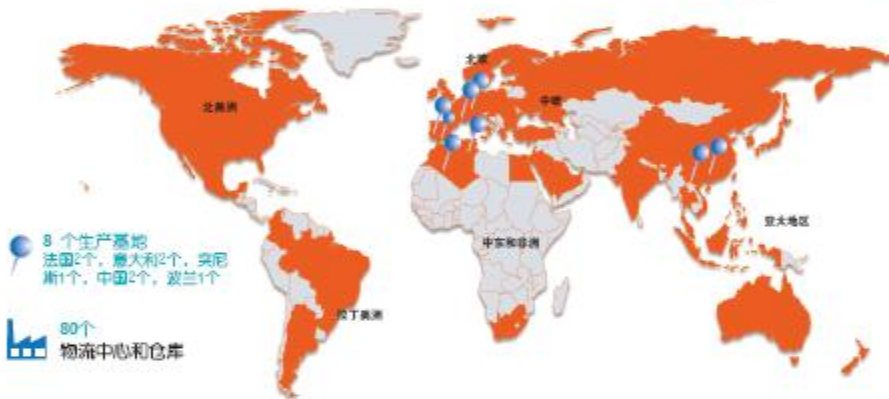 北欧
北美洲
中欧
亚太地区
中东和非洲
拉丁美洲
8 个生产基地
法国2个，意大利2个，突尼
斯1个，中国2个，波兰1个
80个
物流中心和仓库